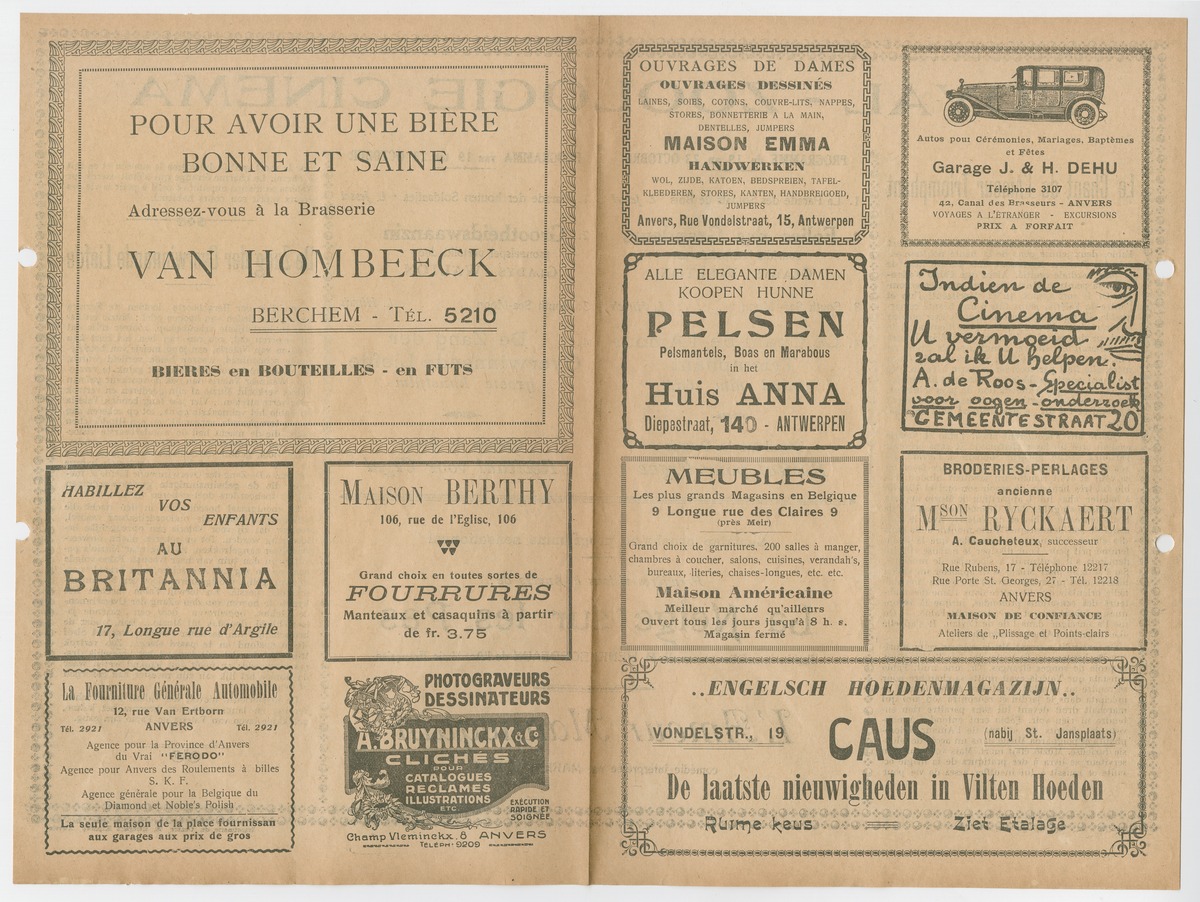 POUR AVOIR UNE BIÈRE
BONNE ET SAINE
Adressez-vous à la Brasserie
VAN HOMBEECK
BERCHEM - TÉL. 5210
BIERES en BOUTEILLES - en FUTS
HABILLEZ
VOS
ENFANTS
AU
BRITANNIA
17, Longue rue d'Argile
MAISON BERTHY
106, rue de l'Eglise, 106
Grand choix en toutes sortes de
FOURRURES
Manteaux et casaquins à partir
de fr. 3.75
La Fourniture Générale Automobile
12, rue Van Ertborn
Tél. 2921 ANVERS Tél. 2921
Agence pour la Province d'Anvers
du Vrai "FERODO"
Agence pour Anvers des Roulements à billes
S. K. F.
Agence générale pour la Belgique du
Diamond et Noble's Polish
La seule maison de la place fournissan
aux garages aux prix de gros
PHOTOGRAVEURS
DESSINATEURS
A. BRUYNINCKX & Co
CLICHÉS
POUR
CATALOGUES
RECLAMES
ILLUSTRATIONS
ETC.
EXÉCUTION
RAPIDE ET
SOIGNÉE
Champ Vleminckx. 8 ANVERS
TÉLÉPH. 9209
OUVRAGES DE DAMES
OUVRAGES DESSINÉS
LAINES, SOIES, COTONS, COUVRE-LITS, NAPPES,
STORES, BONNETTERIE A LA MAIN,
DENTELLES, JUMPERS
MAISON EMMA
HANDWERKEN
WOL, ZIJDE, KATOEN, BEDSPREIEN, TAFEL-
KLEEDEREN, STORES, KANTEN, HANDBREIGOED,
JUMPERS
Anvers, Rue Vondelstraat, 15, Antwerpen
Autos pour Cérémonies, Mariages, Baptèmes
et Fêtes
Garage J. & H. DEHU
Téléphone 3107
42, Canal des Brasseurs - ANVERS
VOYAGES A L'ÉTRANGER - EXCURSIONS
PRIX A FORFAIT
ALLE ELEGANTE DAMEN
KOOPEN HUNNE
PELSEN
Pelsmantels, Boas en Marabous
in het
Huis ANNA
Diepestraat, 140 - ANTWERPEN
Indien de
Cinema
U vermoeid
zal ik U helpen.
A. de Roos - Specialist
voor oogen - onderzoek
GEMEENTESTRAAT 20
MEUBLES
Les plus grands Magasins en Belgique
9 Longue rue des Claires 9
(près Meir)
Grand choix de garnitures. 200 salles à manger,
chambres à coucher, salons, cuisines, verandah's,
bureaux, literies, chaises-longues, etc. etc.
Maison Américaine
Meilleur marché qu'ailleurs
Ouvert tous les jours jusqu'à 8 h. s.
Magasin fermé
BRODERIES-PERLAGES
ancienne
MSON RYCKAERT
A. Caucheteux, successeur
Rue Rubens, 17 - Téléphone 12217
Rue Porte St. Georges, 27 - Tél. 12218
ANVERS
MAISON DE CONFIANCE
Ateliers de „Plissage et Points-clairs
..ENGELSCH HOEDENMAGAZIJN..
VONDELSTR., 19 CAUS (nabij St. Jansplaats)
De laatste nieuwigheden in Vilten Hoeden
Ruime keus Ziet Etalage